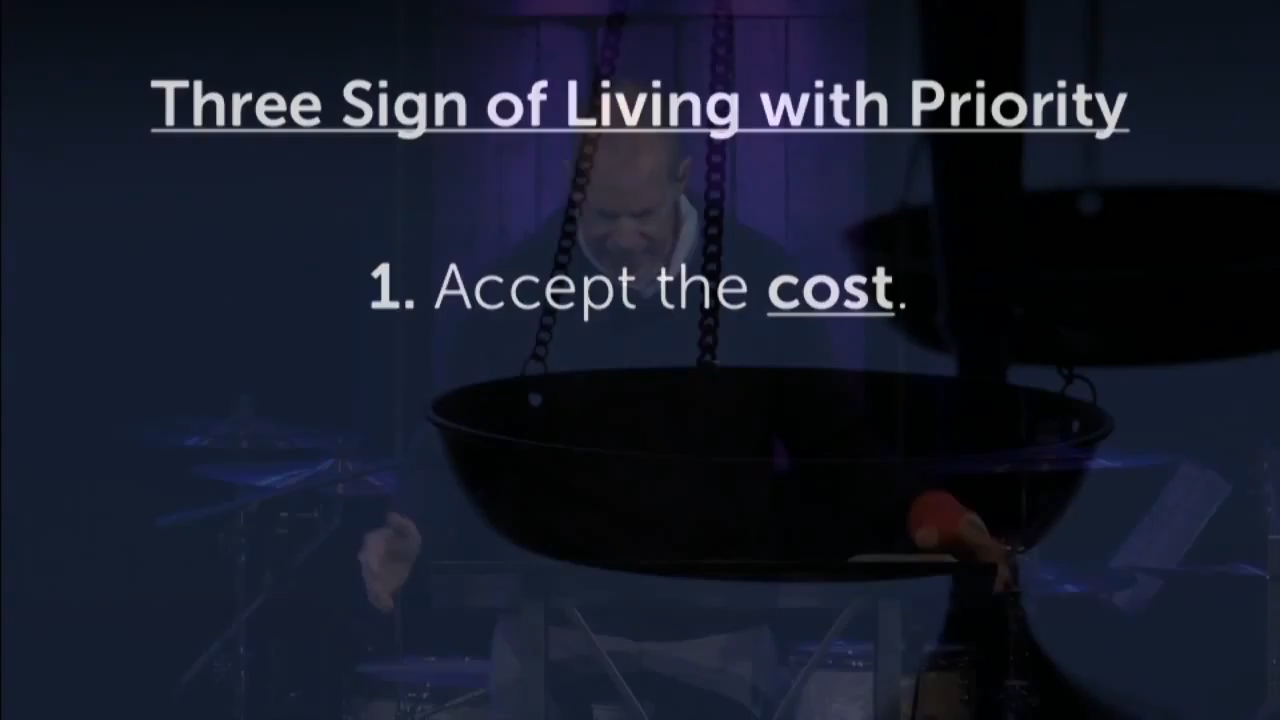 Three Sign of Living with Priority
1. Accept the cost.